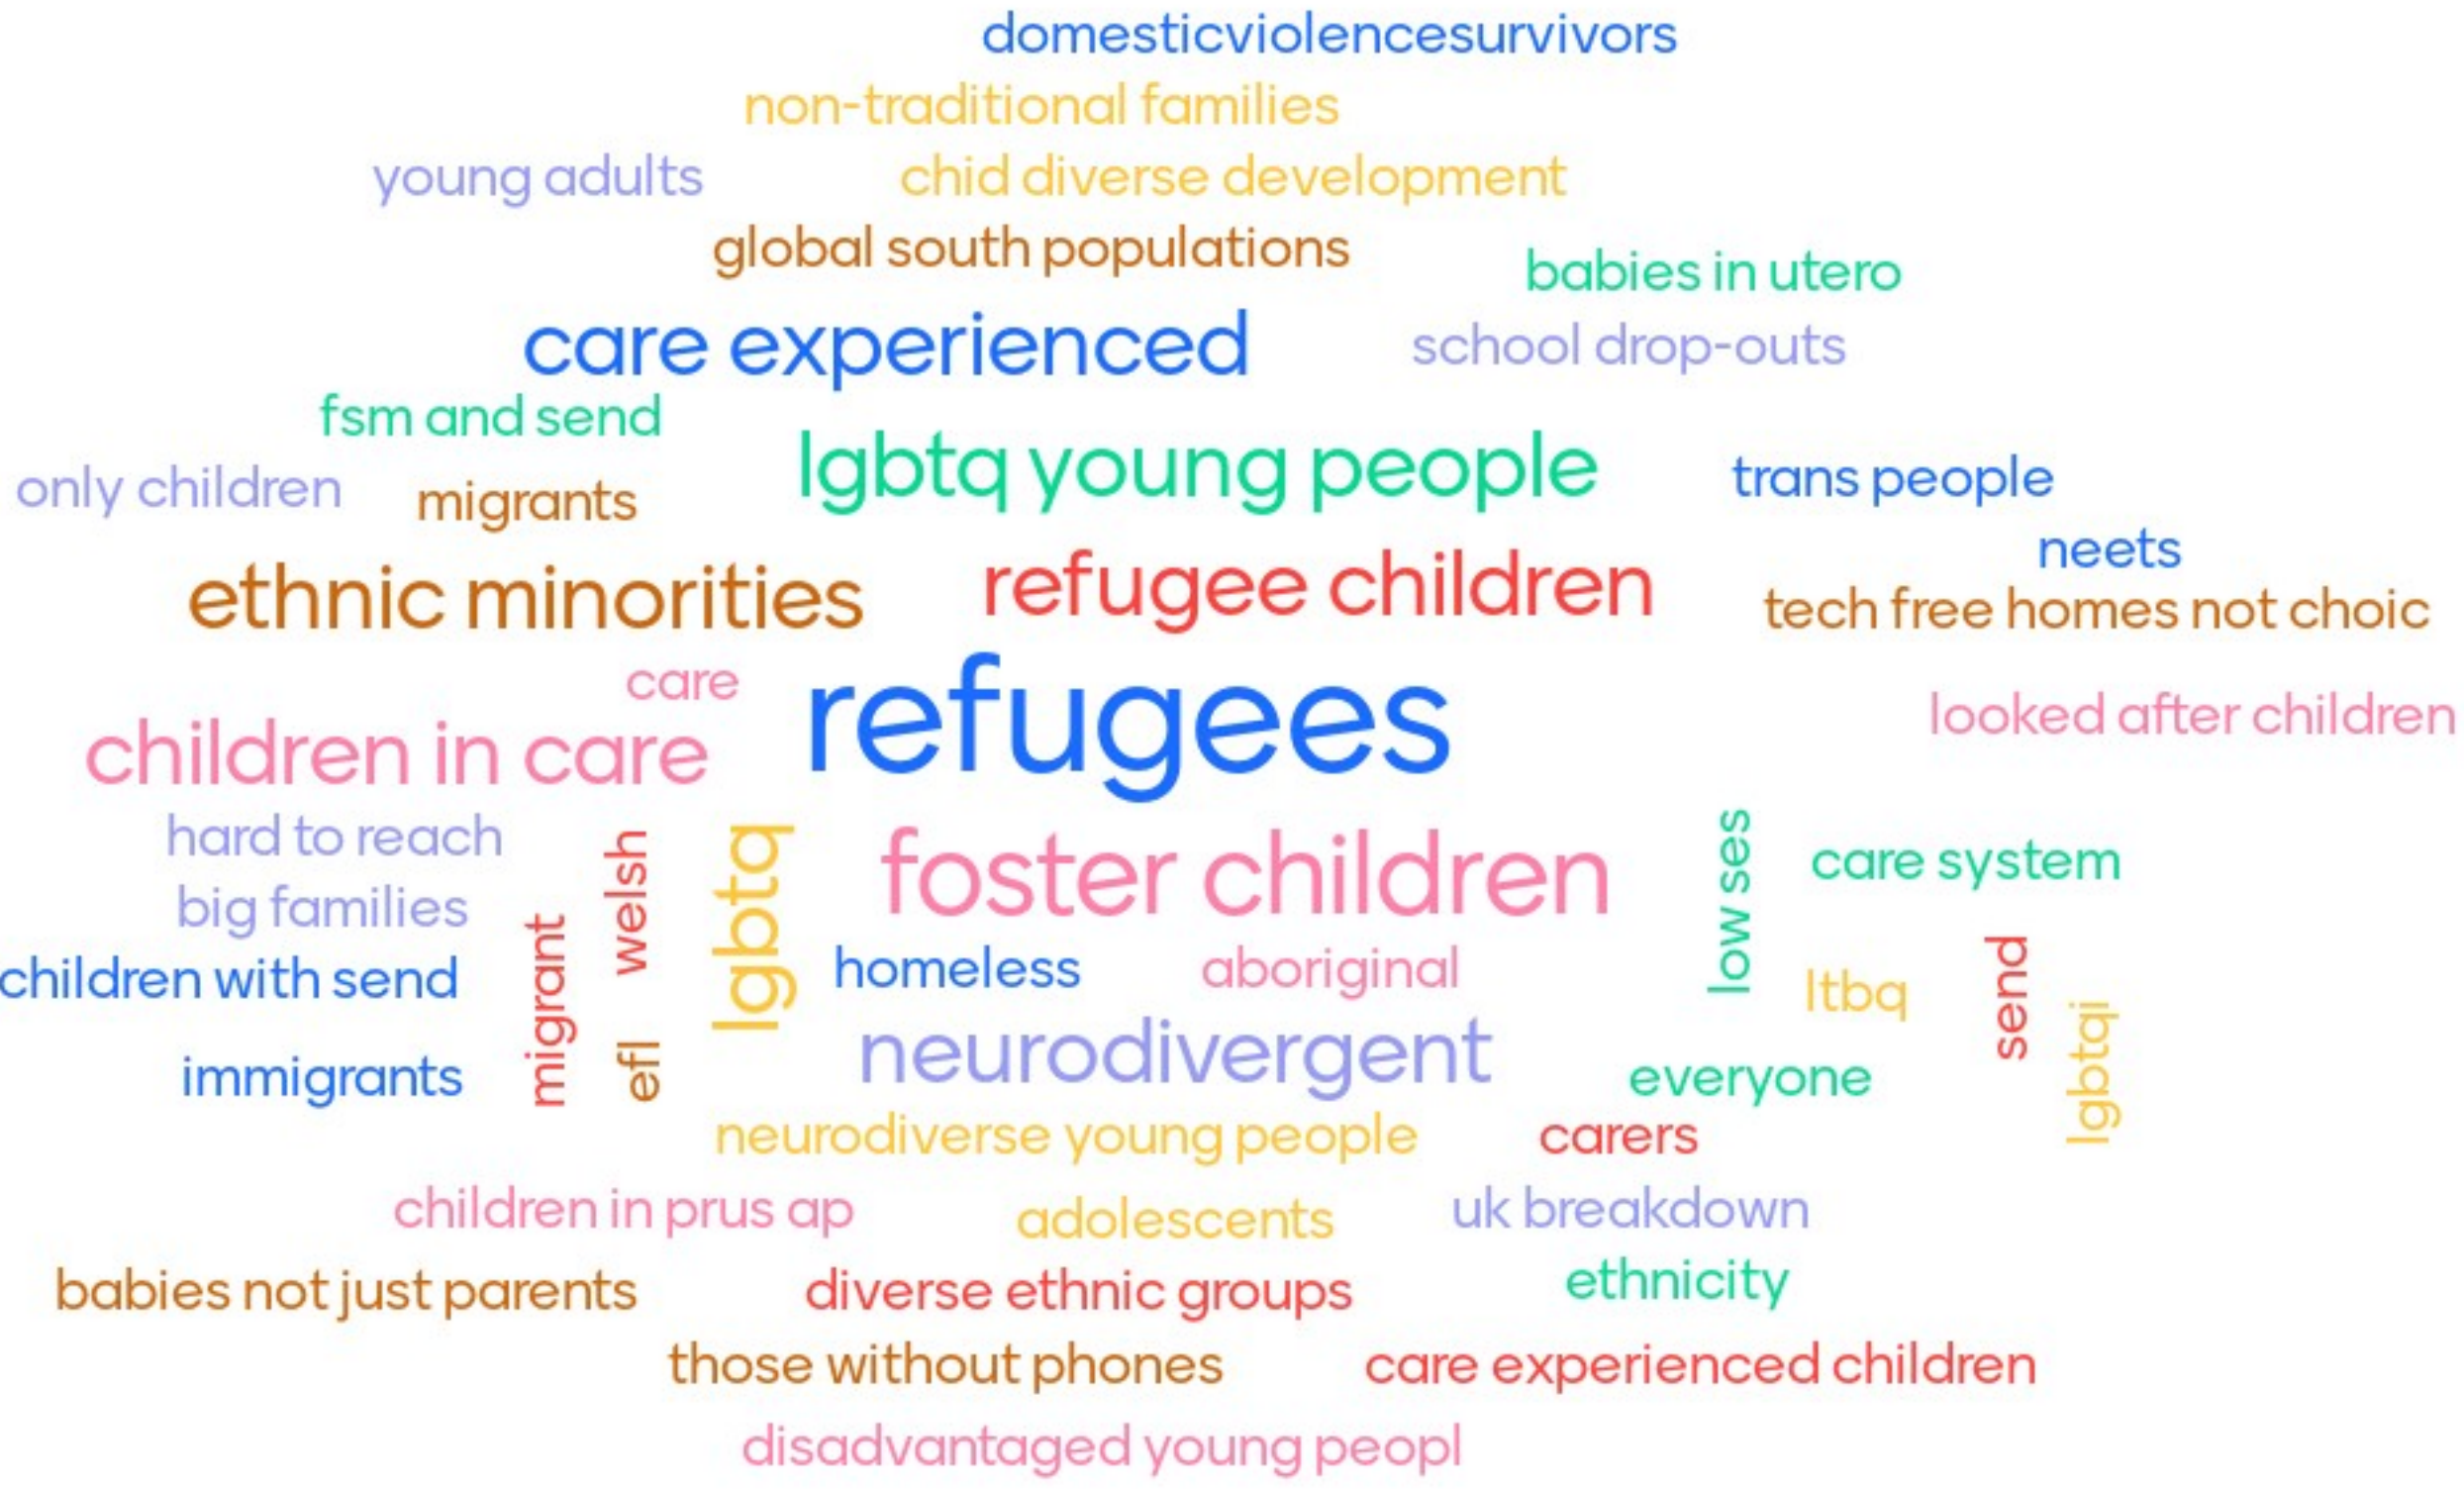 domesticviolencesurvivors
non-traditional families
young adults
chid diverse development
global south populations
babies in utero
care experienced
school drop-outs
fsm and send
lgbtq young people
trans people
only children
migrants
neets
ethnic minorities
refugee children
tech free homes not choic
care
refugees
looked after children
children in care
hard to reach
welsh
lgbtq
foster children
low ses
care system
big families
migrant
children with send
homeless
aboriginal
ltbq
send
lgbtqi
immigrants
efl
neurodivergent
everyone
neurodiverse young people
carers
children in prus ap
adolescents
uk breakdown
babies not just parents
diverse ethnic groups
ethnicity
those without phones
care experienced children
disadvantaged young peopl